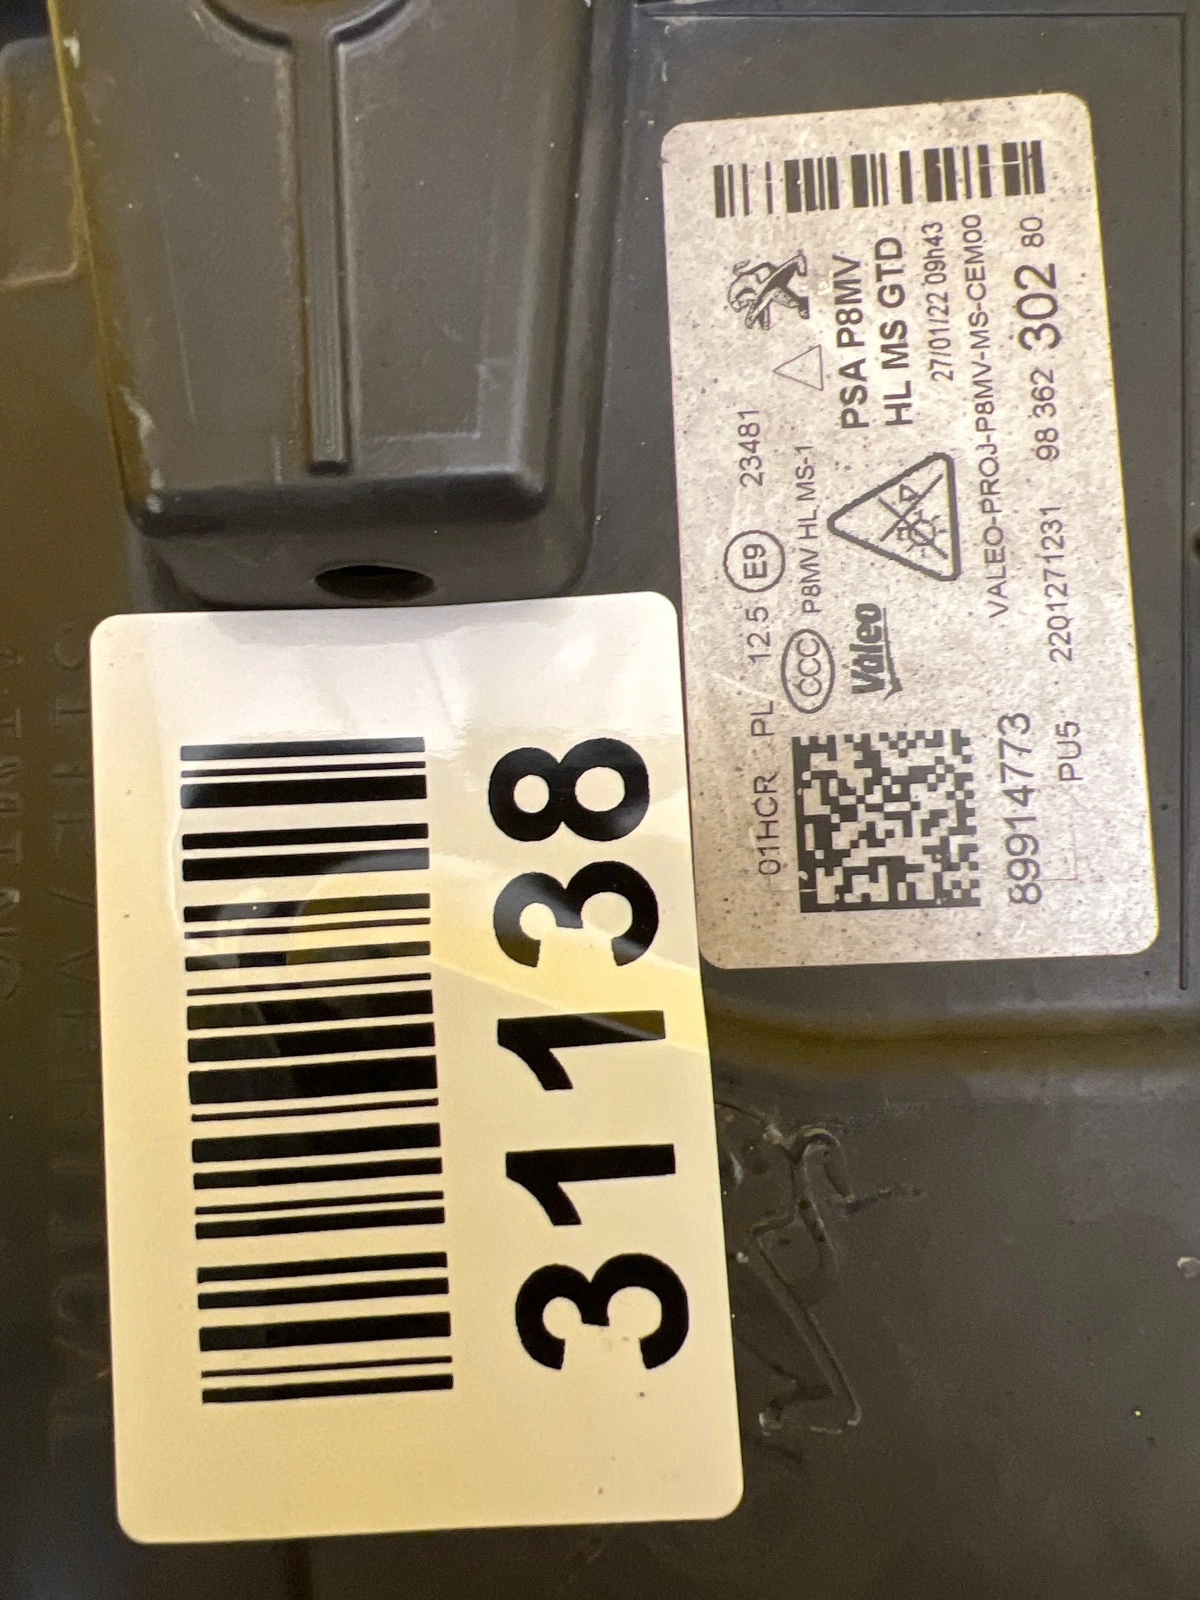 01HCR PL 12.5 E9 23481
CCC P8MV HL MS-1
Valeo
PSA P8MV
HL MS GTD
27/01/22 09h43
VALEO-PROJ-P8MV-MS-CEM00
89914773
PU5 2201271231 98 362 302 80
31138